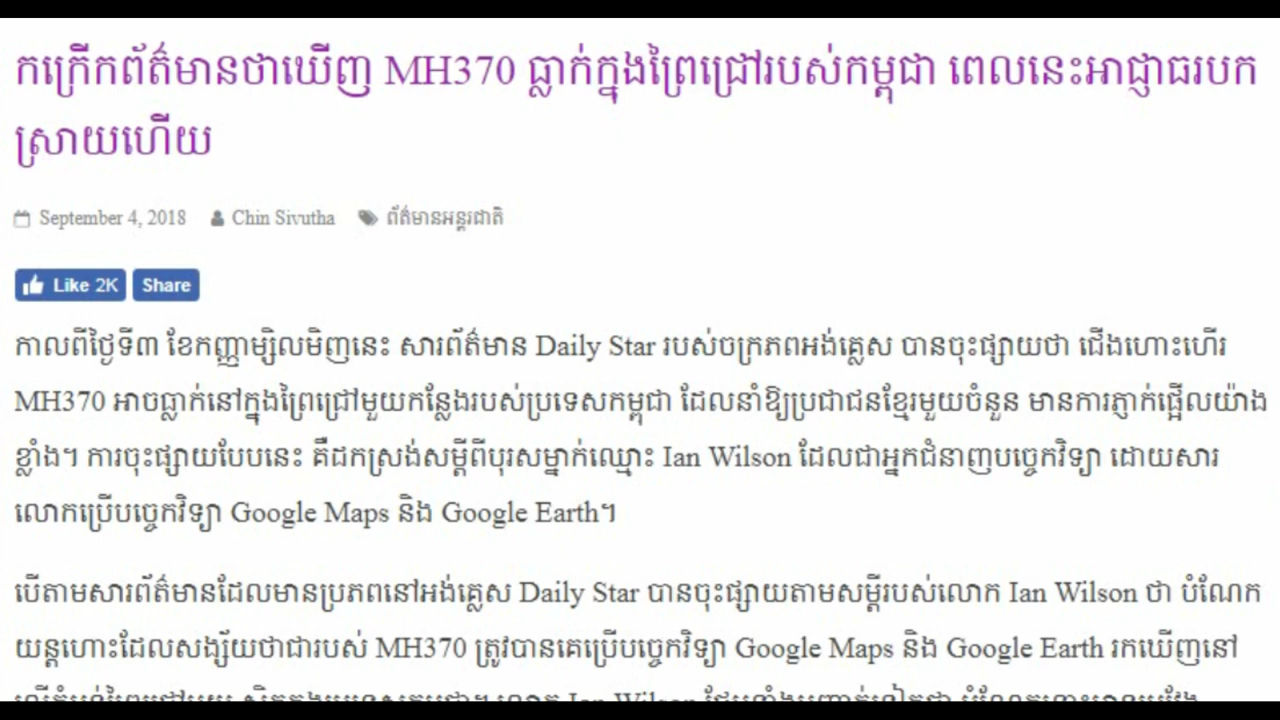 កក្រើកព័ត៌មានថាឃើញ MH370 ធ្លាក់ក្នុងព្រៃជ្រៅរបស់កម្ពុជា ពេលនេះអាជ្ញាធរបក
ស្រាយហើយ
September 4, 2018 Chin Sivutha ព័ត៌មានអន្តរជាតិ
Like 2K Share
កាលពីថ្ងៃទី៣ ខែកញ្ញាម្សិលមិញនេះ សារព័ត៌មាន Daily Star របស់ចក្រភពអង់គ្លេស បានចុះផ្សាយថា ជើងហោះហើរ
MH370 អាចធ្លាក់នៅក្នុងព្រៃជ្រៅមួយកន្លែងរបស់ប្រទេសកម្ពុជា ដែលនាំឱ្យប្រជាជនខ្មែរមួយចំនួន មានការភ្ញាក់ផ្អើលយ៉ាង
ខ្លាំង។ ការចុះផ្សាយបែបនេះ គឺដកស្រង់សម្ដីពីបុរសម្នាក់ឈ្មោះ Ian Wilson ដែលជាអ្នកជំនាញបច្ចេកវិទ្យា ដោយសារ
លោកប្រើបច្ចេកវិទ្យា Google Maps និង Google Earth។
បើតាមសារព័ត៌មានដែលមានប្រភពនៅអង់គ្លេស Daily Star បានចុះផ្សាយតាមសម្ដីរបស់លោក Ian Wilson ថា បំណែក
យន្តហោះដែលសង្ស័យថាជារបស់ MH370 ត្រូវបានគេប្រើបច្ចេកវិទ្យា Google Maps និង Google Earth រកឃើញនៅ